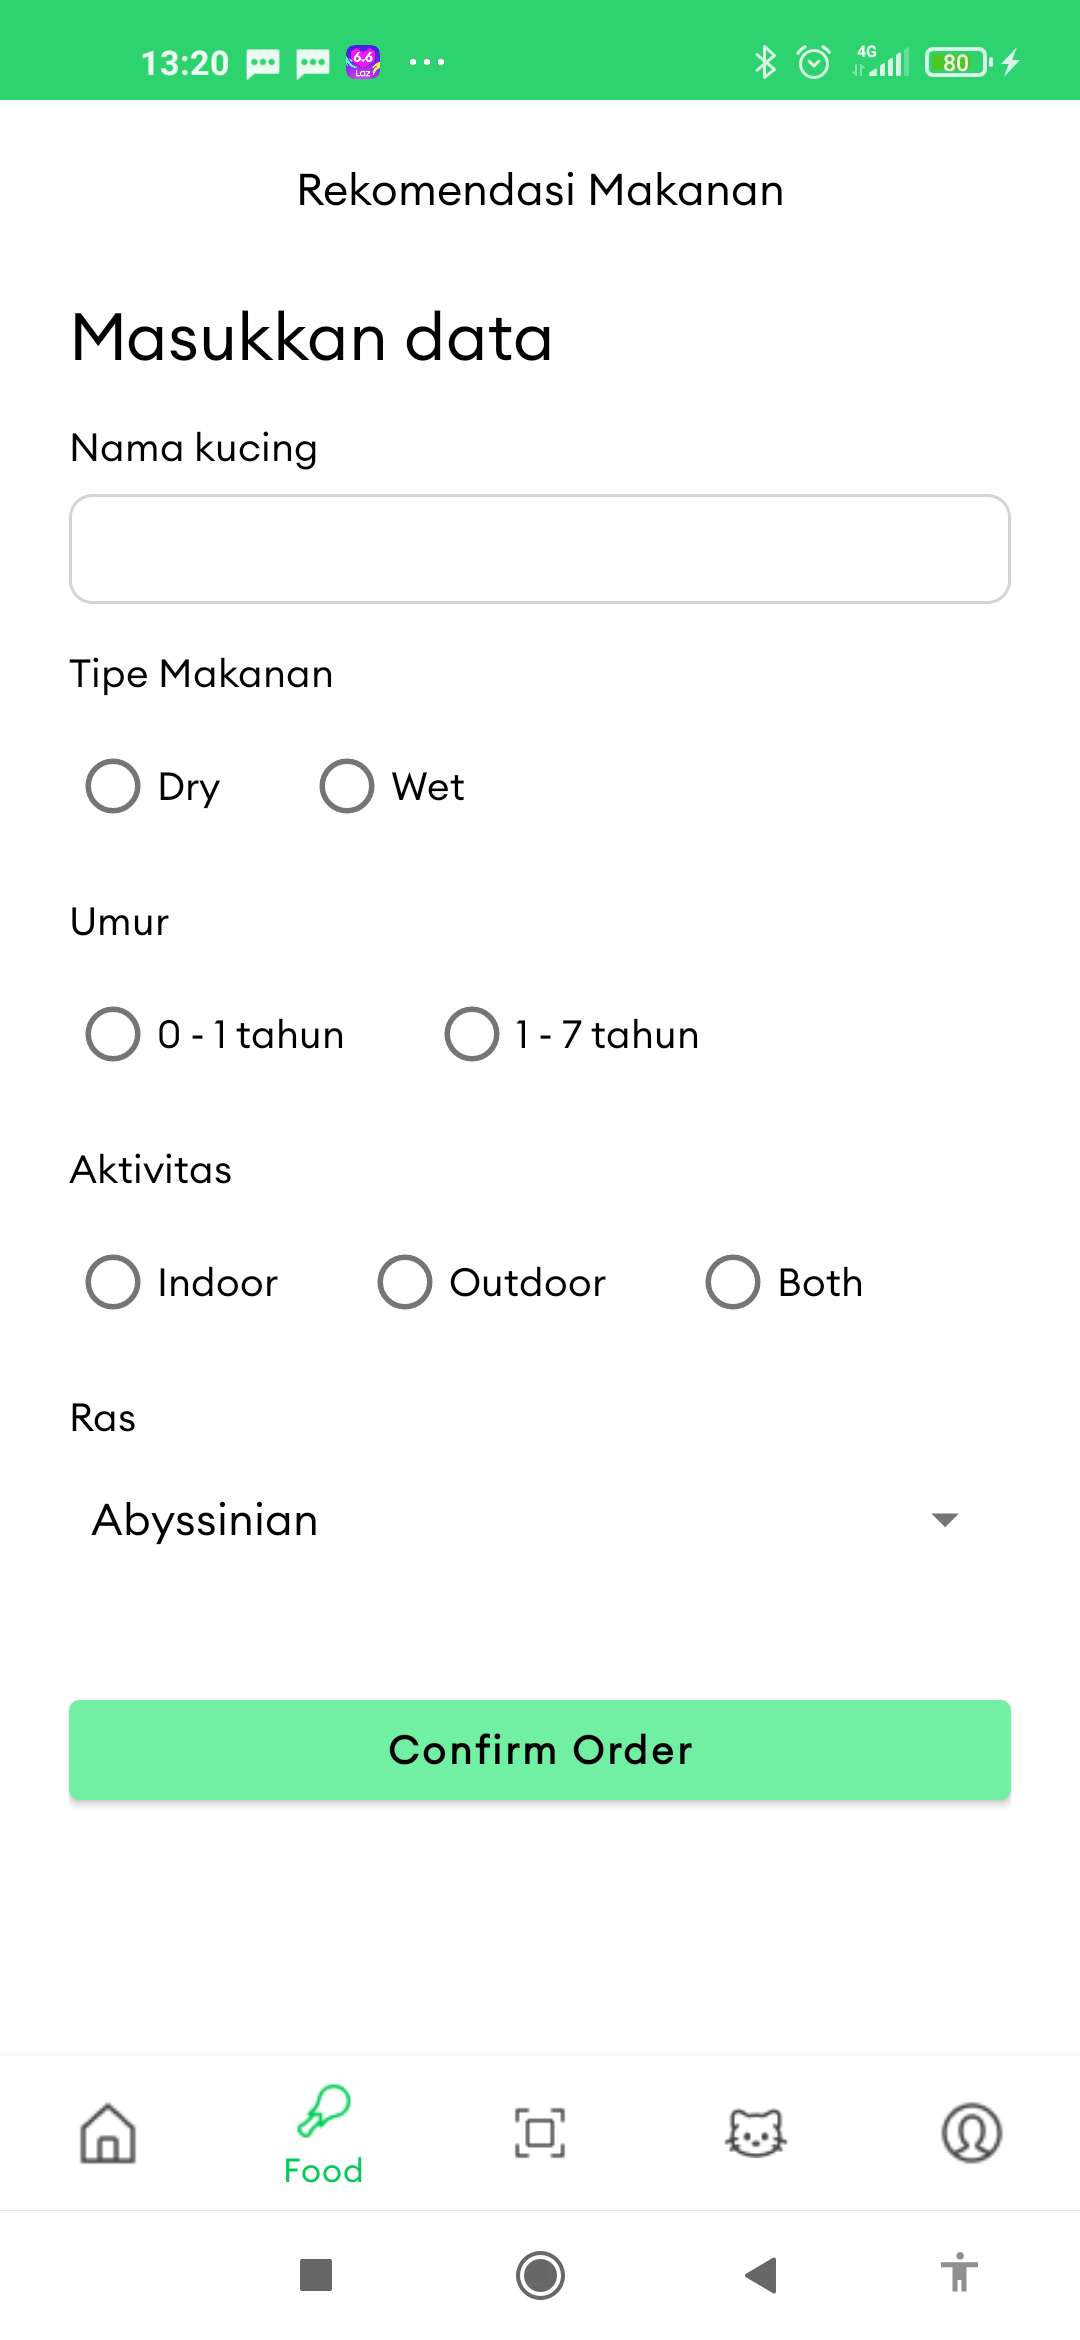 13:20
6.6
Laz
4G
80
Rekomendasi Makanan
Masukkan data
Nama kucing
Tipe Makanan
Dry Wet
Umur
0 - 1 tahun 1 - 7 tahun
Aktivitas
Indoor Outdoor Both
Ras
Abyssinian
Confirm Order
Food